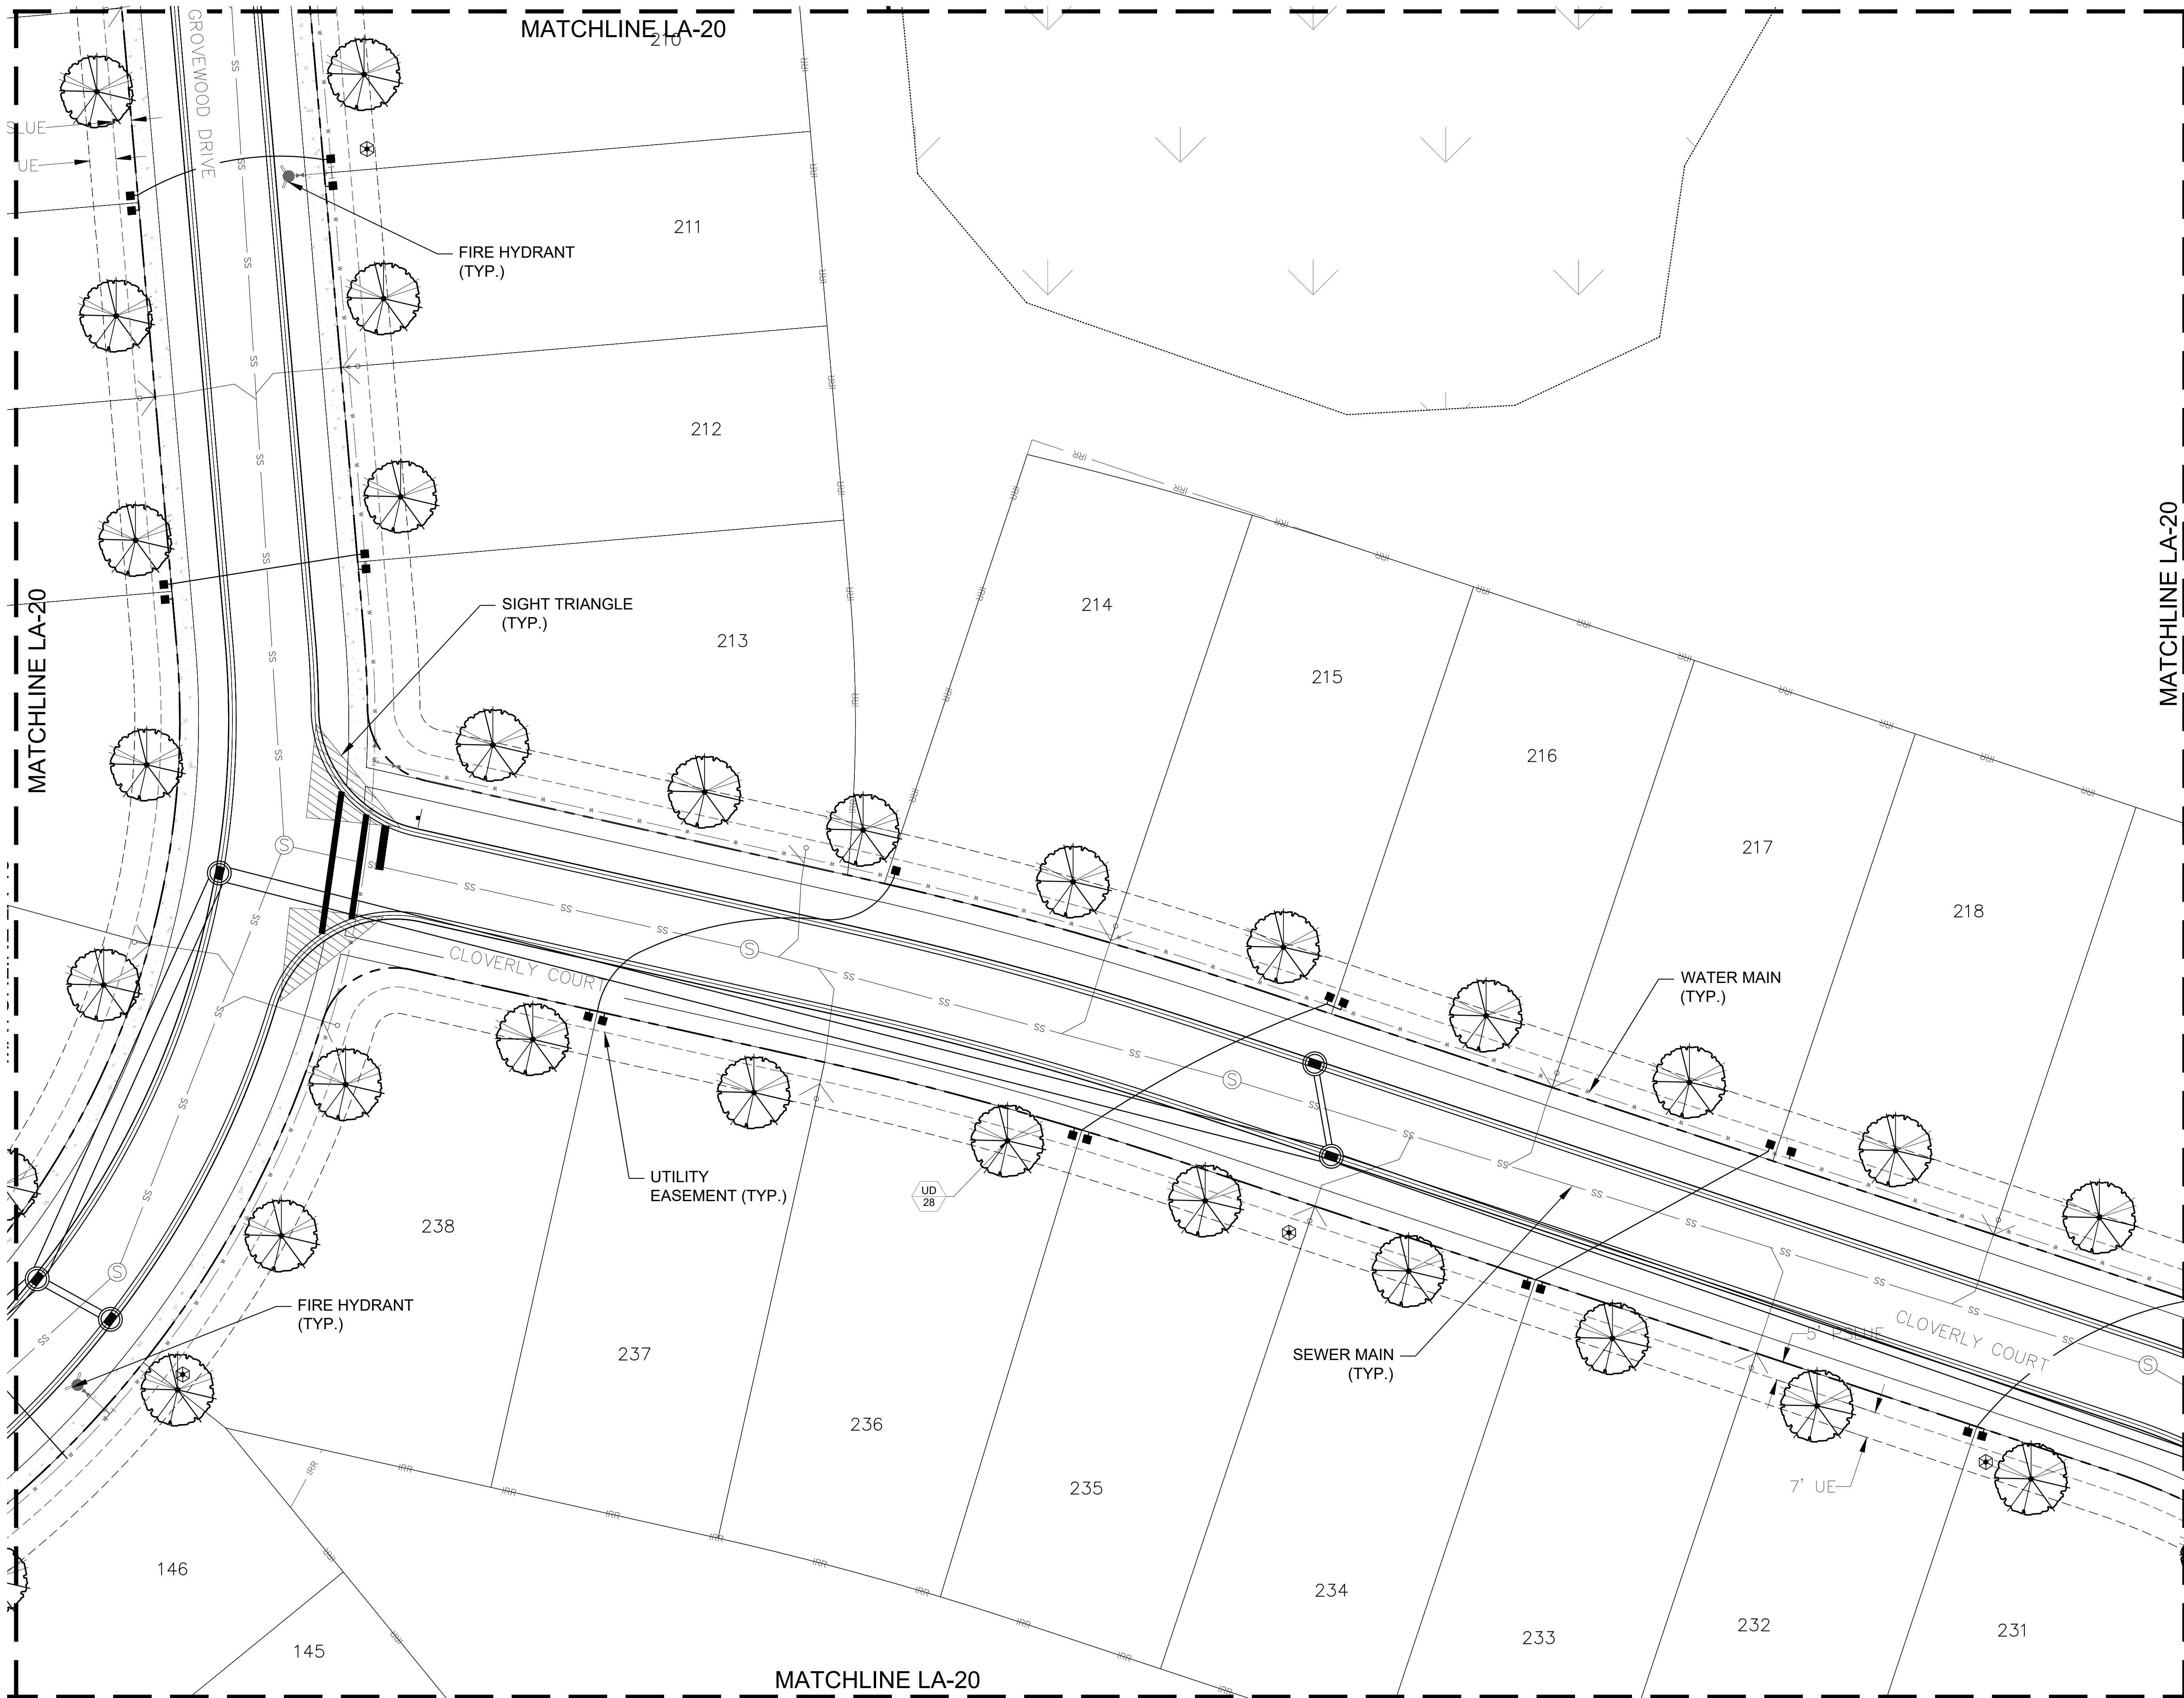 MATCHLINE LA-20
210
GROVEWOOD DRIVE
UE
211
FIRE HYDRANT
(TYP.)
212
MATCHLINE LA-20
MATCHLINE LA-20
SIGHT TRIANGLE
(TYP.)
213
214
215
216
217
218
WATER MAIN
(TYP.)
CLOVERLY COURT
UTILITY
EASEMENT (TYP.)
UD
28
238
237
236
235
234
233
232
231
FIRE HYDRANT
(TYP.)
SEWER MAIN
(TYP.)
CLOVERLY COURT
7' UE
146
145
MATCHLINE LA-20
SS
IRR
W
S